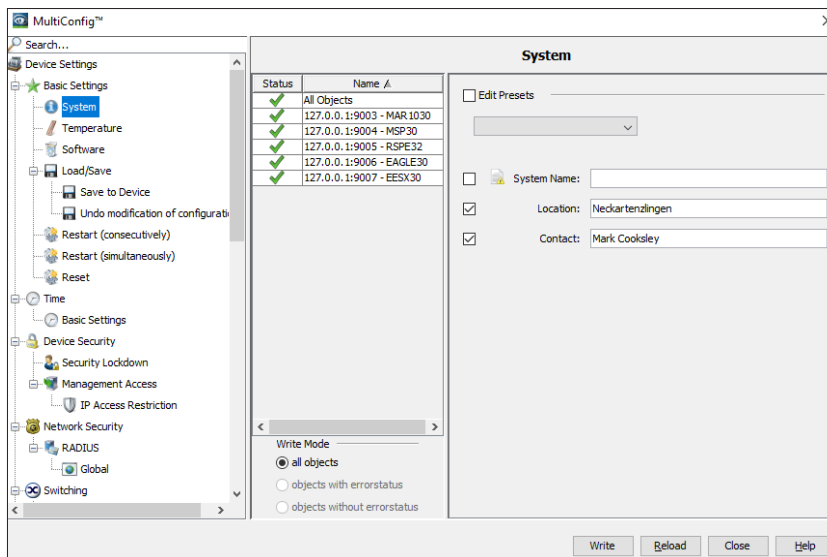 MultiConfig™
Search...
Device Settings
Basic Settings
System
Temperature
Software
Load/Save
Save to Device
Undo modification of configurati
Restart (consecutively)
Restart (simultaneously)
Reset
Time
Basic Settings
Device Security
Security Lockdown
Management Access
IP Access Restriction
Network Security
RADIUS
Global
Switching
System
Status Name
All Objects
127.0.0.1:9003 - MAR1030
127.0.0.1:9004 - MSP30
127.0.0.1:9005 - RSPE32
127.0.0.1:9006 - EAGLE30
127.0.0.1:9007 - EESX30
Write Mode
all objects
objects with errorstatus
objects without errorstatus
Edit Presets
System Name:
Location: Neckartenzlingen
Contact: Mark Cooksley
Write Reload Close Help